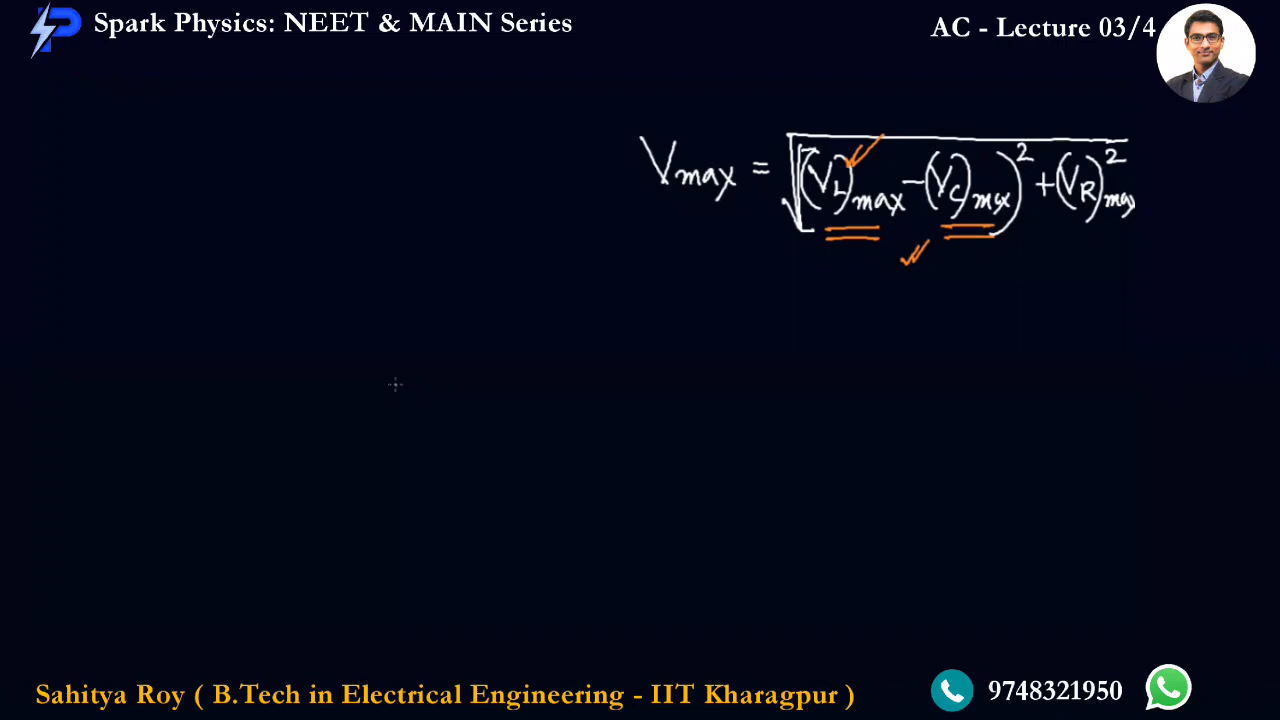 Spark Physics: NEET & MAIN Series
AC - Lecture 03/4
Vmax = √((VL)max - (VC)max)² + (VR)²max
Sahitya Roy ( B.Tech in Electrical Engineering - IIT Kharagpur )
9748321950